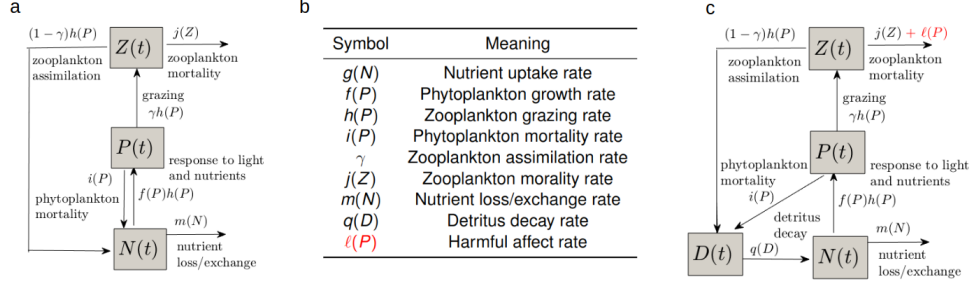 a
(1 − γ)h(P)
Z(t)
j(Z)
zooplankton
assimilation
zooplankton
mortality
grazing
γh(P)
P(t)
i(P)
response to light
and nutrients
phytoplankton
mortality
f(P)h(P)
m(N)
N(t)
nutrient
loss/exchange
b
Symbol Meaning
g(N) Nutrient uptake rate
f(P) Phytoplankton growth rate
h(P) Zooplankton grazing rate
i(P) Phytoplankton mortality rate
γ Zooplankton assimilation rate
j(Z) Zooplankton morality rate
m(N) Nutrient loss/exchange rate
q(D) Detritus decay rate
ℓ(P) Harmful affect rate
c
(1 − γ)h(P)
Z(t)
j(Z) + ℓ(P)
zooplankton
assimilation
zooplankton
mortality
grazing
γh(P)
P(t)
phytoplankton
mortality
i(P)
response to light
and nutrients
f(P)h(P)
detritus
decay
D(t)
q(D)
N(t)
m(N)
nutrient
loss/exchange